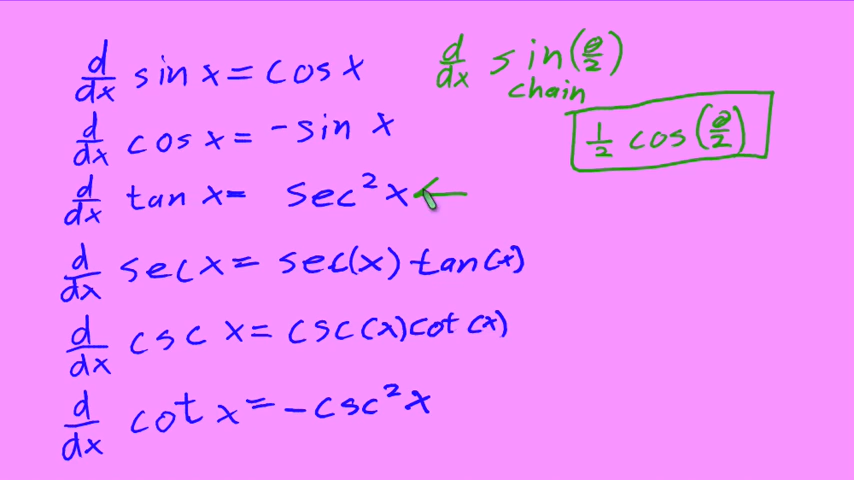 d/dx sin x = cos x
d/dx cos x = -sin x
d/dx tan x = sec²x ←
d/dx sec x = sec(x) tan(x)
d/dx csc x = csc(x)cot(x)
d/dx cot x = -csc²x
d/dx sin(θ/2)
chain
1/2 cos(θ/2)